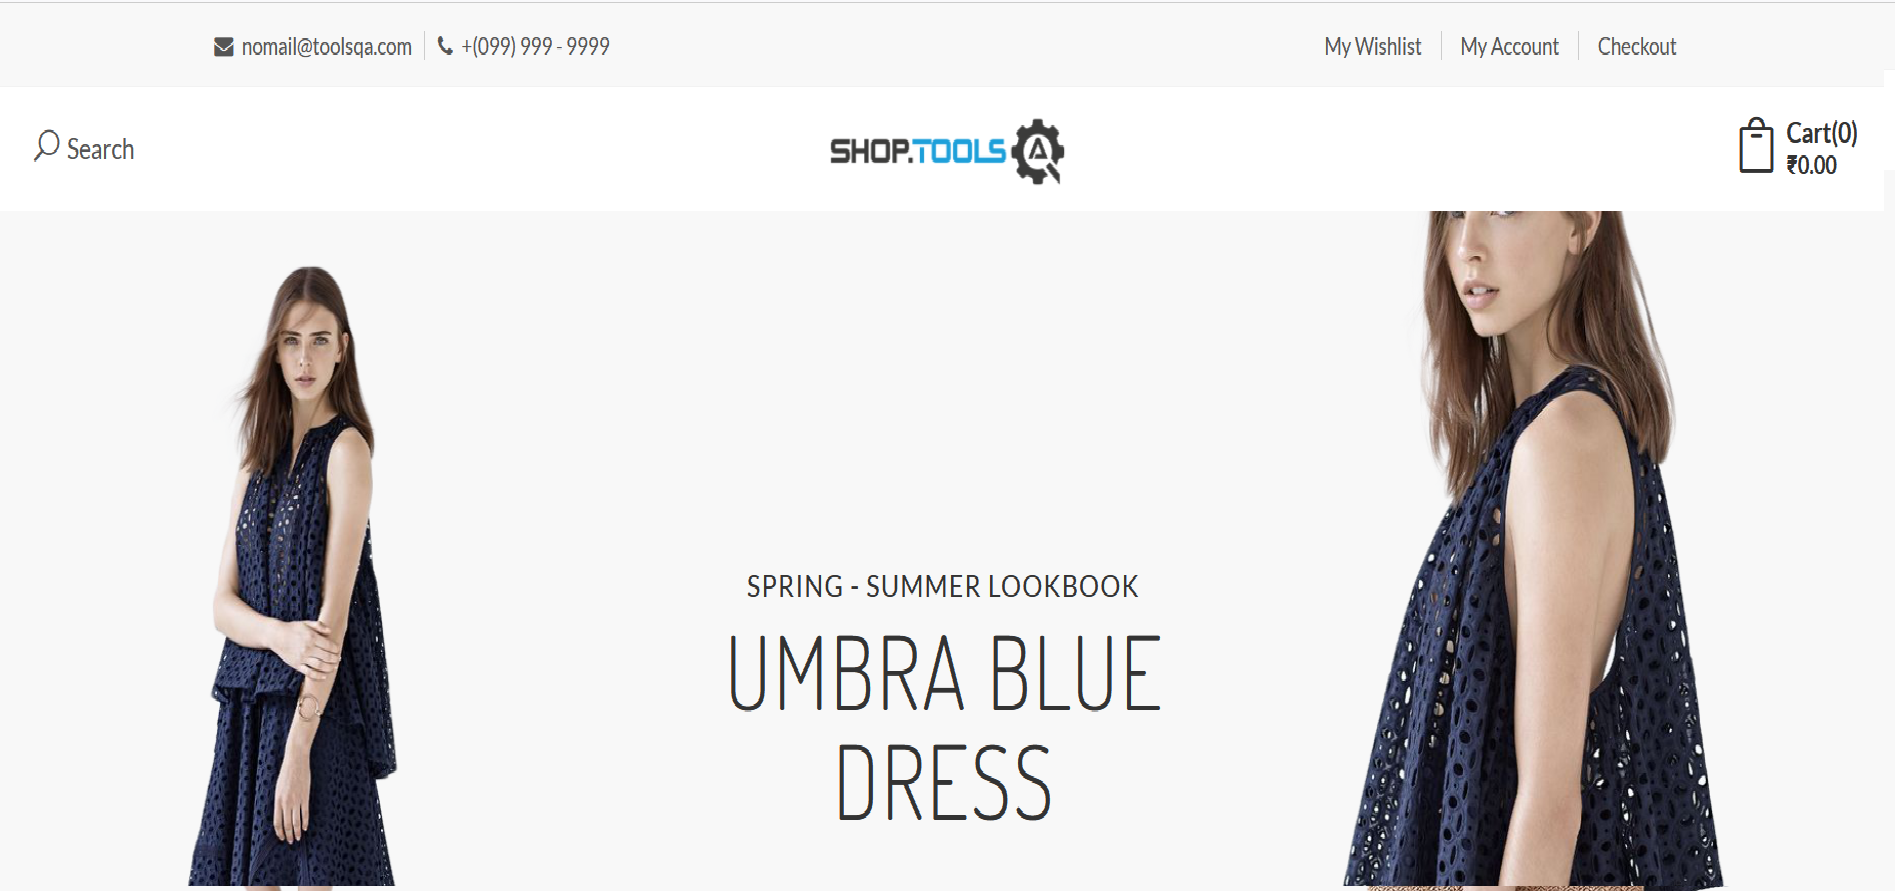 nomail@toolsqa.com
+(099) 999 - 9999
My Wishlist
My Account
Checkout
Search
SHOP.TOOLS QA
Cart(0)
₹0.00
SPRING - SUMMER LOOKBOOK
UMBRA BLUE
DRESS